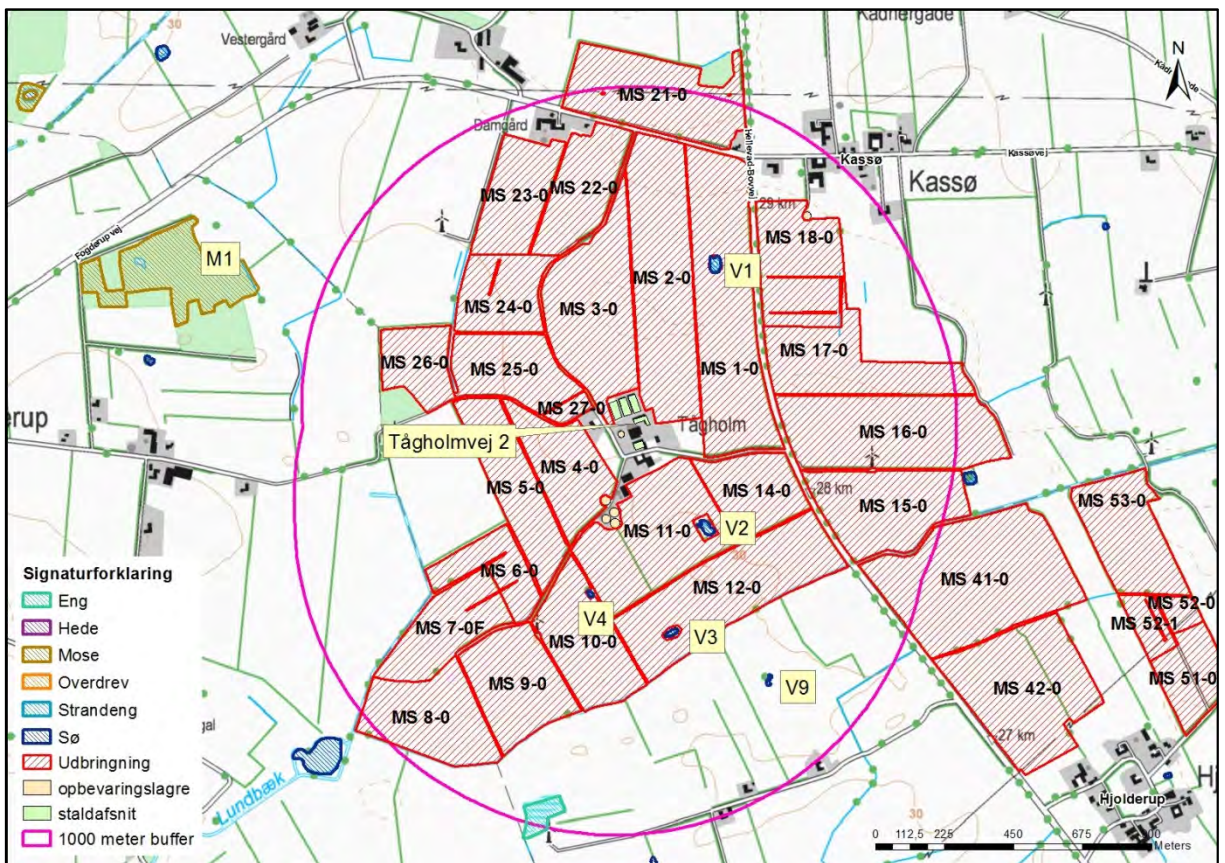 Vestergård
Kassø
N
MS 21-0
Damgård
Hellevad-Bovvej
Kassø
Kassøvej
Kassø
MS 23-0
MS 22-0
29 km
MS 18-0
Fogderup vej
M1
V1
MS 2-0
MS 24-0
MS 3-0
MS 17-0
MS 26-0
MS 25-0
MS 1-0
MS 27-0
Tågholmvej 2
Tågholm
MS 16-0
erup
MS 4-0
MS 5-0
MS 14-0
28 km
MS 15-0
MS 53-0
MS 11-0
V2
30
MS 6-0
MS 12-0
MS 41-0
V4
MS 7-0F
V3
MS 10-0
MS 52-0
MS 52-1
MS 9-0
V9
MS 42-0
MS 51-0
MS 8-0
27 km
Lundbæk
Hjolderup
30
Signaturforklaring
Eng
Hede
Mose
Overdrev
Strandeng
Sø
Udbringning
opbevaringslagre
staldafsnit
1000 meter buffer
0 112,5 225 450 675 900
Meters